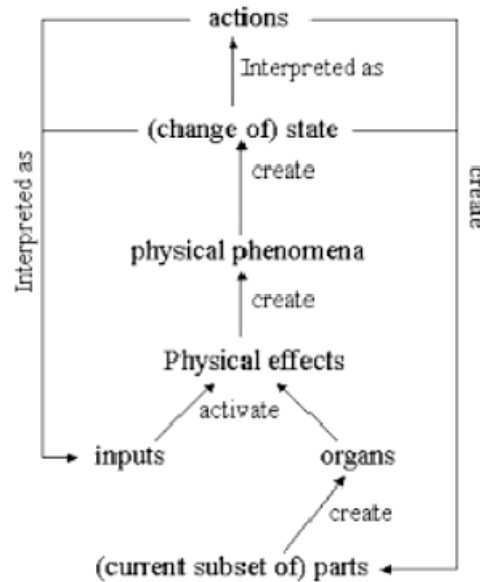 actions
Interpreted as
(change of) state
create
Interpreted as
create
physical phenomena
create
Physical effects
activate
inputs
organs
create
(current subset of) parts